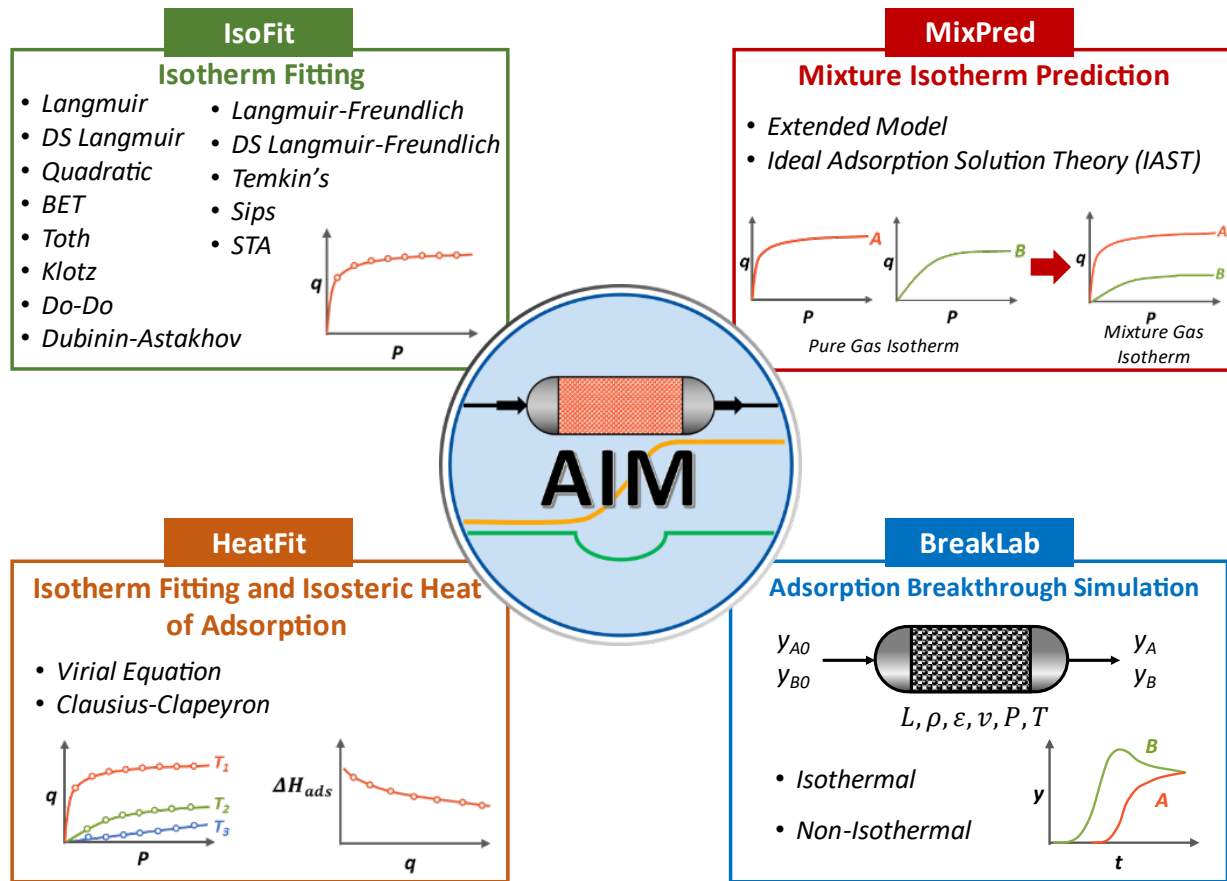 IsoFit
Isotherm Fitting
• Langmuir
• DS Langmuir
• Quadratic
• BET
• Toth
• Klotz
• Do-Do
• Dubinin-Astakhov
• Langmuir-Freundlich
• DS Langmuir-Freundlich
• Temkin's
• Sips
• STA
q
P
MixPred
Mixture Isotherm Prediction
• Extended Model
• Ideal Adsorption Solution Theory (IAST)
q
A
P
q
B
P
Pure Gas Isotherm
q
A
B
P
Mixture Gas
Isotherm
AIM
HeatFit
Isotherm Fitting and Isosteric Heat
of Adsorption
• Virial Equation
• Clausius-Clapeyron
q
T1
T2
T3
P
ΔHads
q
BreakLab
Adsorption Breakthrough Simulation
yA0
yB0
yA
yB
L, ρ, ε, v, P, T
• Isothermal
• Non-Isothermal
y
B
A
t